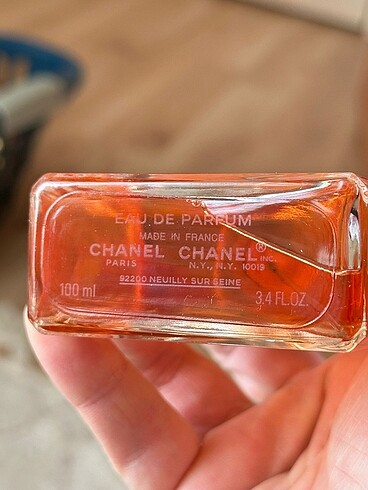 EAU DE PARFUM
MADE IN FRANCE
CHANEL CHANEL® INC.
PARIS N.Y., N.Y. 10019
92200 NEUILLY SUR SEINE
100 ml 3.4 FL.OZ.